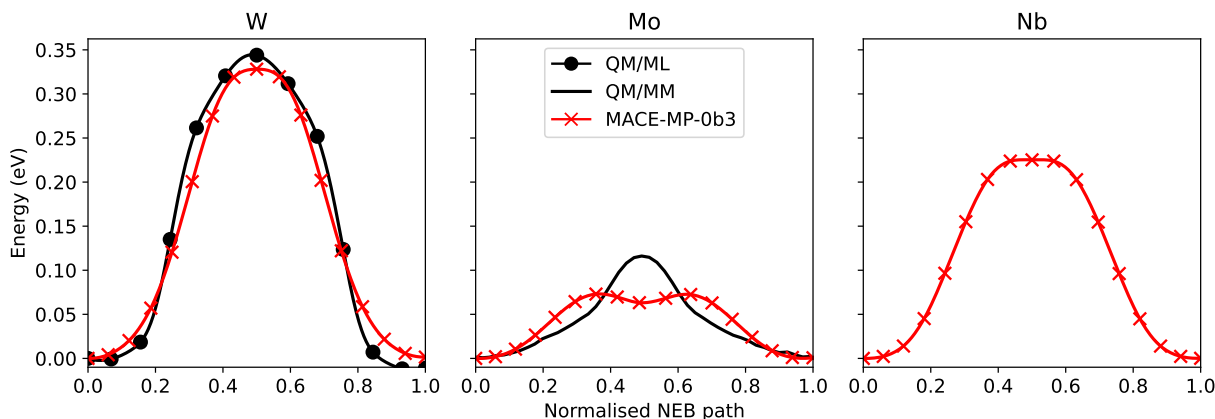 W
Mo
Nb
Energy (eV)
0.35
0.30
0.25
0.20
0.15
0.10
0.05
0.00
QM/ML
QM/MM
MACE-MP-0b3
0.0 0.2 0.4 0.6 0.8 1.0
0.0 0.2 0.4 0.6 0.8 1.0
0.0 0.2 0.4 0.6 0.8 1.0
Normalised NEB path